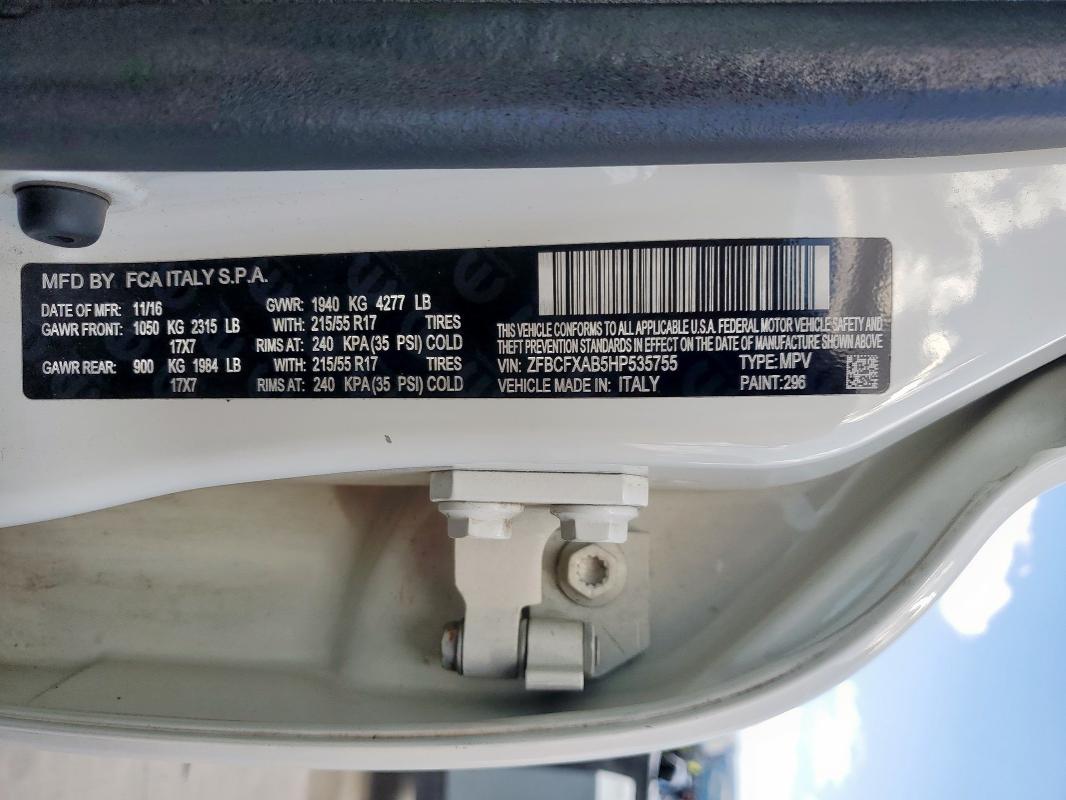 MFD BY FCA ITALY S.P.A.
DATE OF MFR: 11/16 GVWR: 1940 KG 4277 LB
GAWR FRONT: 1050 KG 2315 LB WITH: 215/55 R17 TIRES
17X7 RIMS AT: 240 KPA (35 PSI) COLD
GAWR REAR: 900 KG 1984 LB WITH: 215/55 R17 TIRES
17X7 RIMS AT: 240 KPA (35 PSI) COLD
THIS VEHICLE CONFORMS TO ALL APPLICABLE U.S.A. FEDERAL MOTOR VEHICLE SAFETY AND
THEFT PREVENTION STANDARDS IN EFFECT ON THE DATE OF MANUFACTURE SHOWN ABOVE
VIN: ZFBCFXAB5HP535755 TYPE: MPV
VEHICLE MADE IN: ITALY PAINT: 296